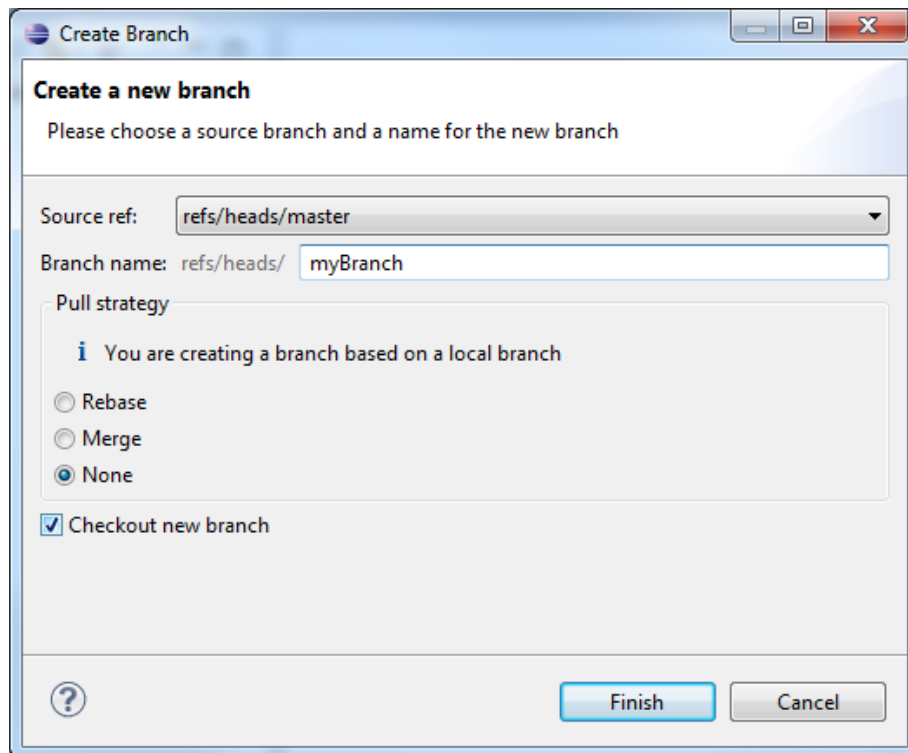 Create Branch
Create a new branch
Please choose a source branch and a name for the new branch
Source ref: refs/heads/master
Branch name: refs/heads/ myBranch
Pull strategy
i You are creating a branch based on a local branch
Rebase
Merge
None
Checkout new branch
? Finish Cancel